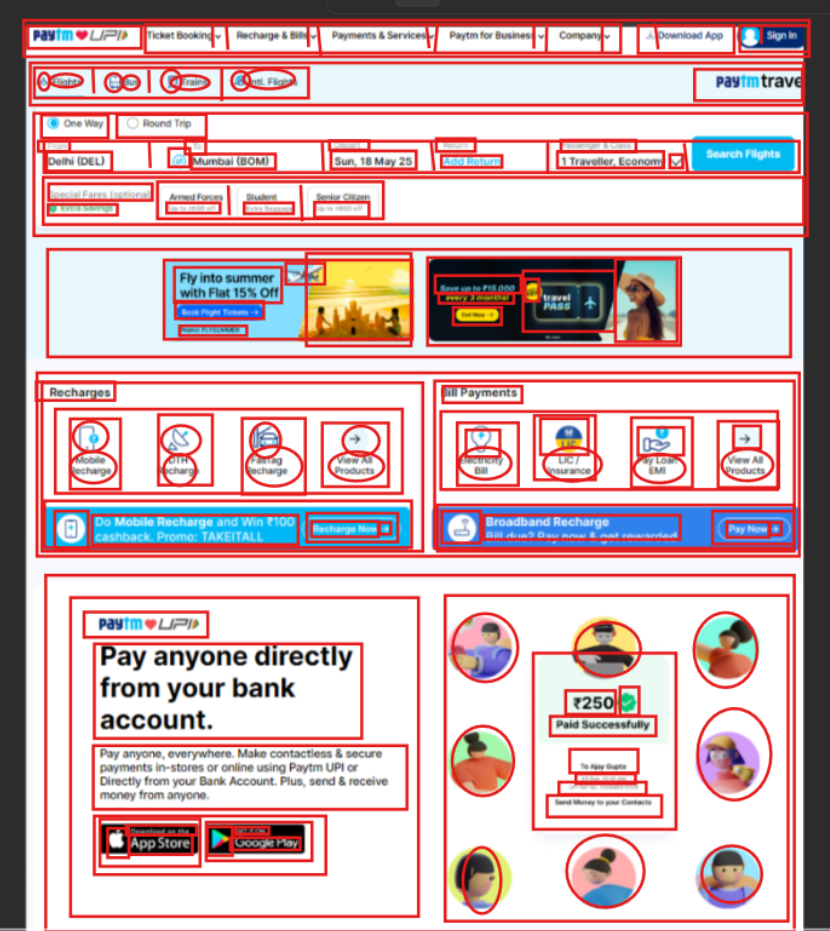 paytm UPI Ticket Booking Recharge & Bills Payments & Services Paytm for Business Company Download App Sign In
Flights Bus Trains Intl. Flights paytm trave
One Way Round Trip
From To Depart Return Passenger & Class
Delhi (DEL) Mumbai (BOM) Sun, 18 May 25 Add Return 1 Traveller, Econom Search Flights
Special Fares (optional) Armed Forces Student Senior Citizen
Extra Savings Up to ₹600 off Extra Baggage Up to ₹600 off
Fly into summer
with Flat 15% Off
Book Flight Tickets →
Promo: FLYSUMMER
Save up to ₹15,000
every 3 months!
Get Now →
travel
PASS
Recharges
Mobile
Recharge
DTH
Recharge
FasTag
Recharge
View All
Products
Do Mobile Recharge and Win ₹100
cashback. Promo: TAKEITALL
Recharge Now →
Bill Payments
Electricity
Bill
LIC
LIC /
Insurance
Pay Loan
EMI
View All
Products
Broadband Recharge
Bill due? Pay now & get rewarded
Pay Now →
paytm UPI
Pay anyone directly
from your bank
account.
Pay anyone, everywhere. Make contactless & secure
payments in-stores or online using Paytm UPI or
Directly from your Bank Account. Plus, send & receive
money from anyone.
Download on the
App Store
Google Play
₹250
Paid Successfully
To Ajay Gupta
Send Money to your Contacts